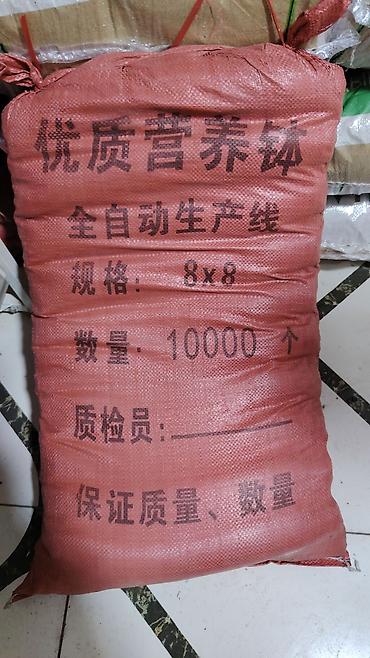 优质营养钵
全自动生产线
规格: 8x8
数量: 10000 个
质检员:
保证质量、数量